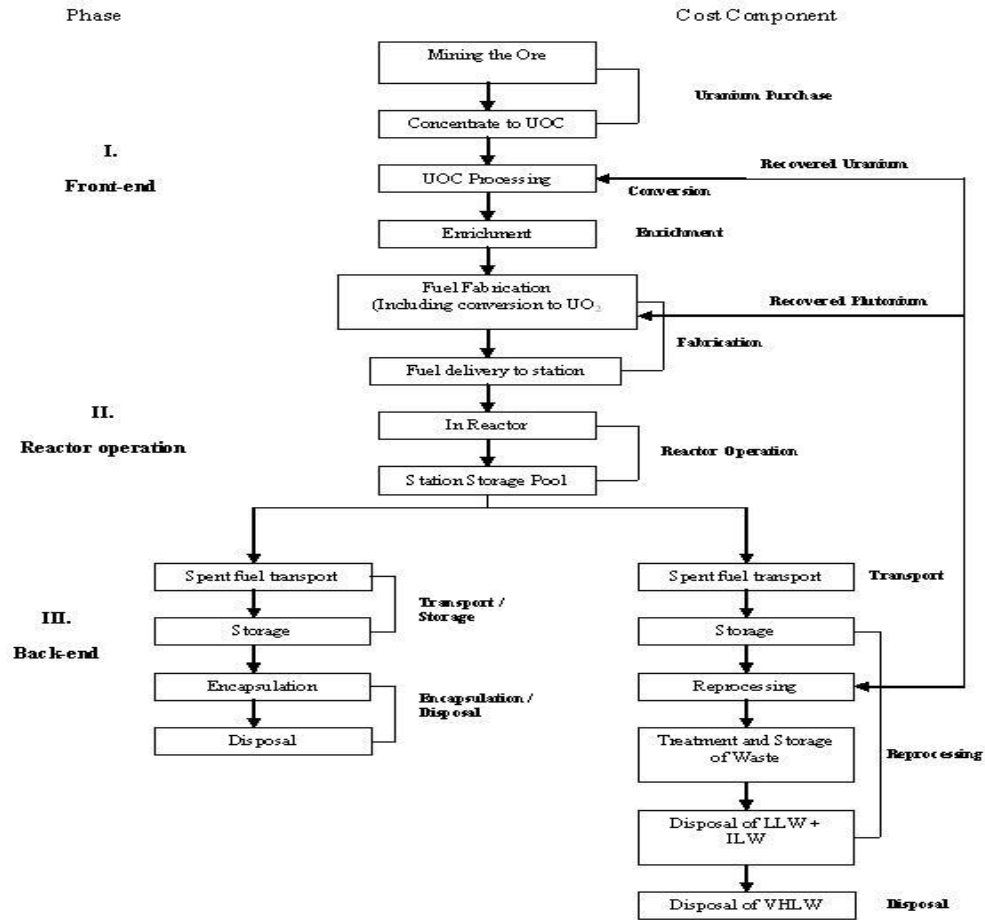 Phase
Cost Component
Mining the Ore
Uranium Purchase
Concentrate to UOC
I.
Front-end
Recovered Uranium
UOC Processing
Conversion
Enrichment
Enrichment
Fuel Fabrication
(Including conversion to UO₂
Recovered Plutonium
Fabrication
Fuel delivery to station
II.
Reactor operation
In Reactor
Reactor Operation
Station Storage Pool
III.
Back-end
Spent fuel transport
Transport /
Storage
Storage
Encapsulation
Encapsulation /
Disposal
Disposal
Spent fuel transport
Transport
Storage
Reprocessing
Treatment and Storage
of Waste
Reprocessing
Disposal of LLW +
ILW
Disposal of VHLW
Disposal